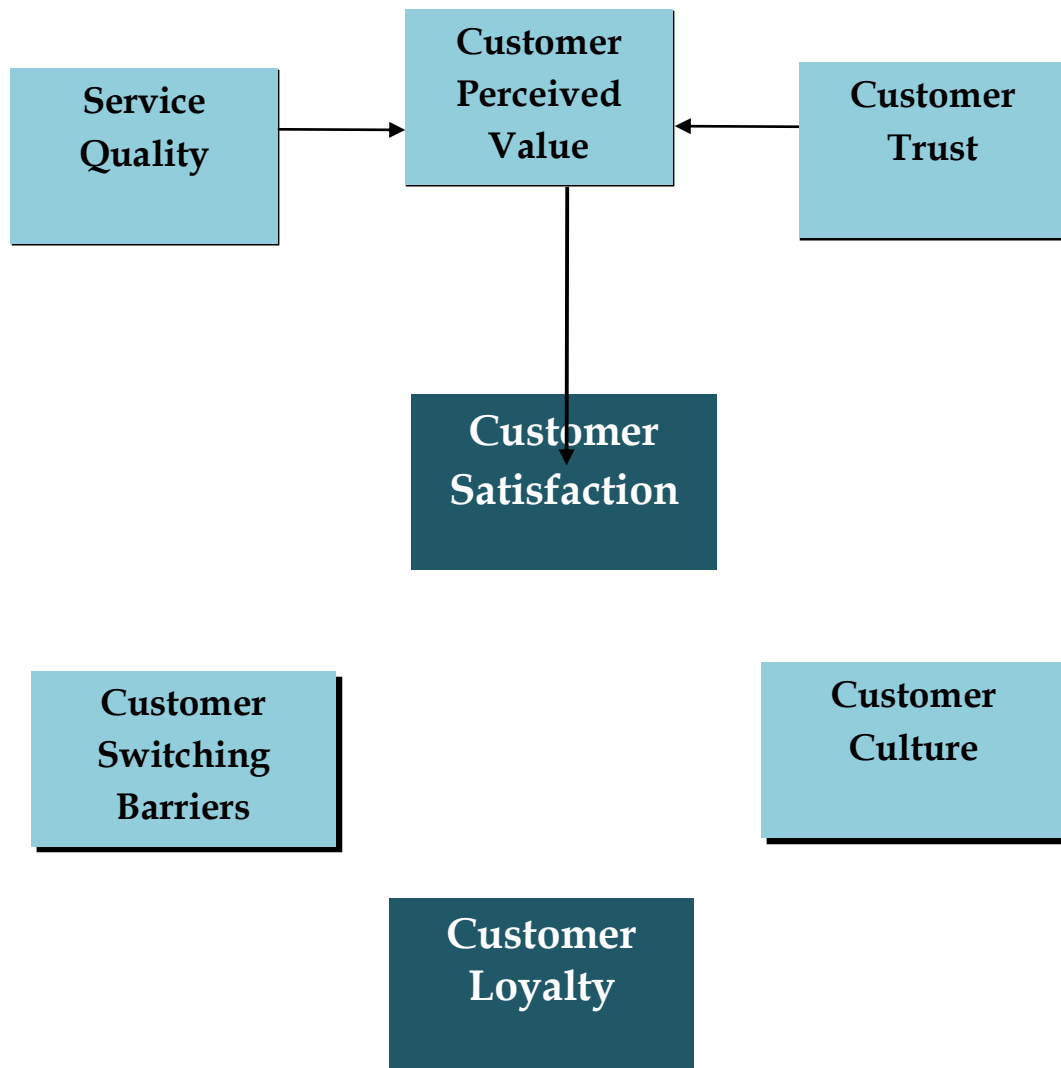 Service
Quality
Customer
Perceived
Value
Customer
Trust
Customer
Satisfaction
Customer
Switching
Barriers
Customer
Culture
Customer
Loyalty